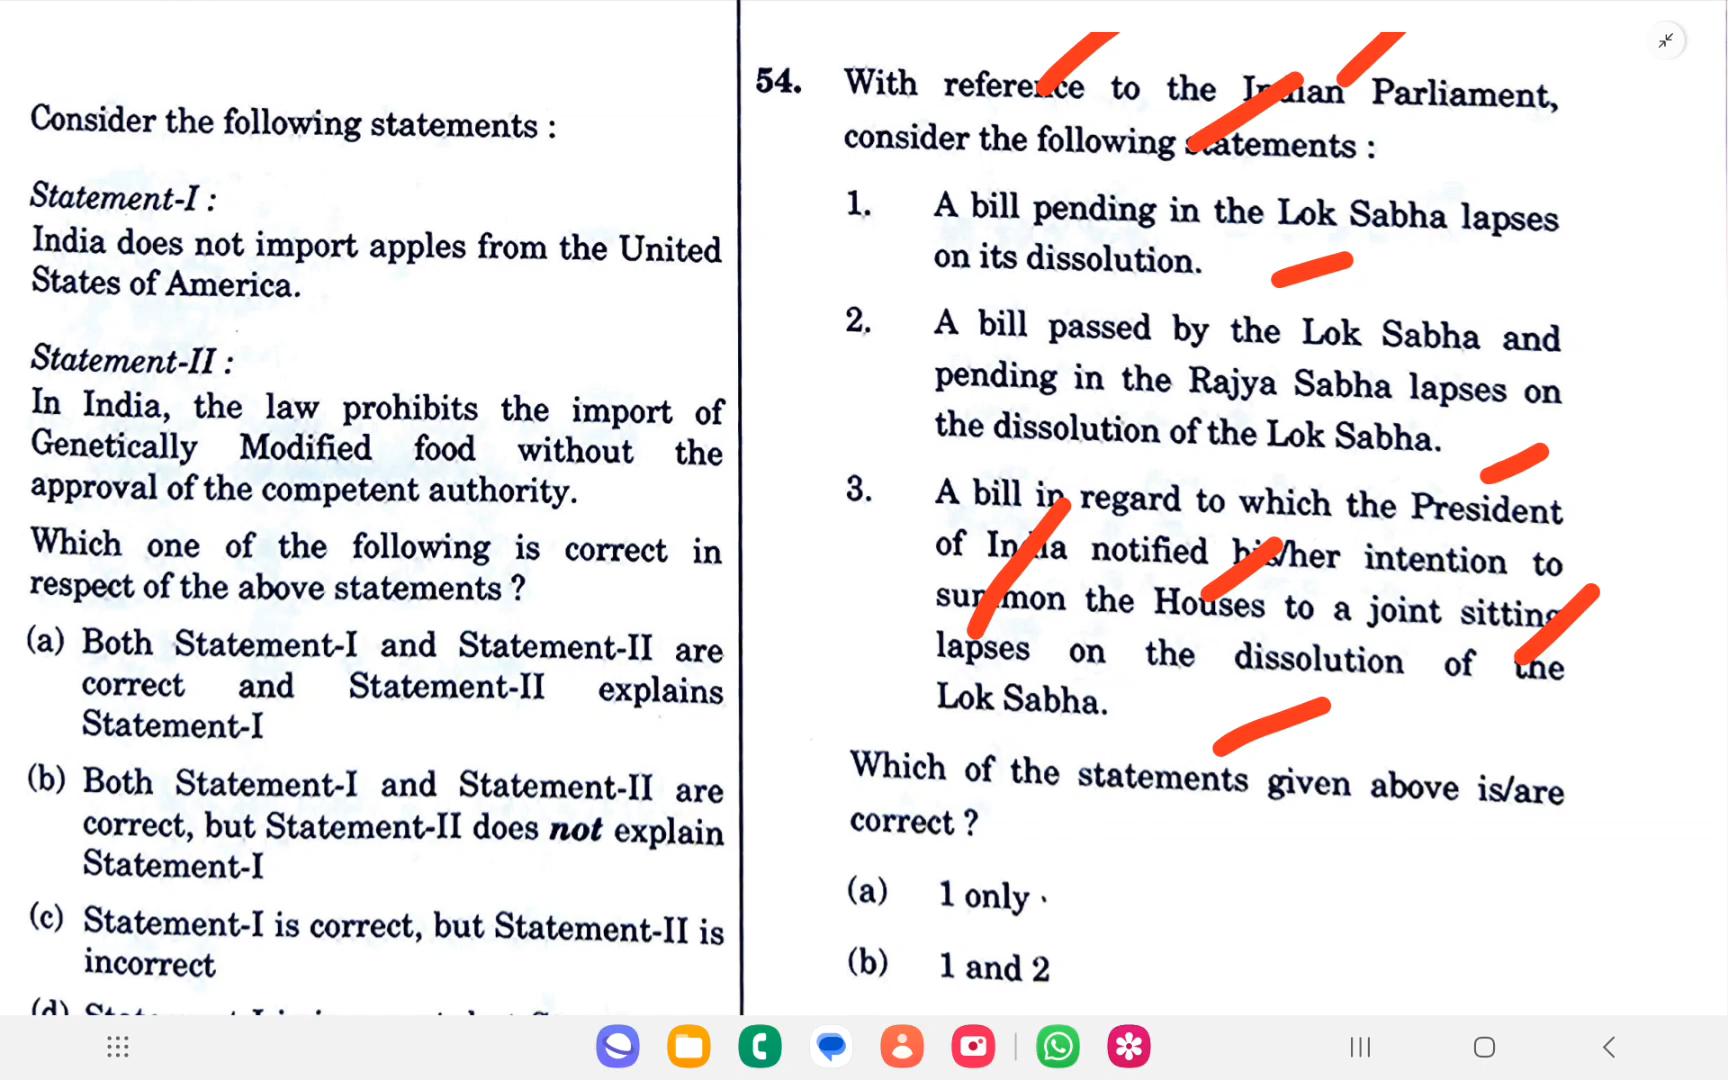 Consider the following statements :
Statement-I :
India does not import apples from the United
States of America.
Statement-II :
In India, the law prohibits the import of
Genetically Modified food without the
approval of the competent authority.
Which one of the following is correct in
respect of the above statements ?
(a) Both Statement-I and Statement-II are
correct and Statement-II explains
Statement-I
(b) Both Statement-I and Statement-II are
correct, but Statement-II does not explain
Statement-I
(c) Statement-I is correct, but Statement-II is
incorrect
(d)
54. With reference to the Indian Parliament,
consider the following statements :
1. A bill pending in the Lok Sabha lapses
on its dissolution.
2. A bill passed by the Lok Sabha and
pending in the Rajya Sabha lapses on
the dissolution of the Lok Sabha.
3. A bill in regard to which the President
of India notified his/her intention to
summon the Houses to a joint sitting
lapses on the dissolution of the
Lok Sabha.
Which of the statements given above is/are
correct ?
(a) 1 only
(b) 1 and 2